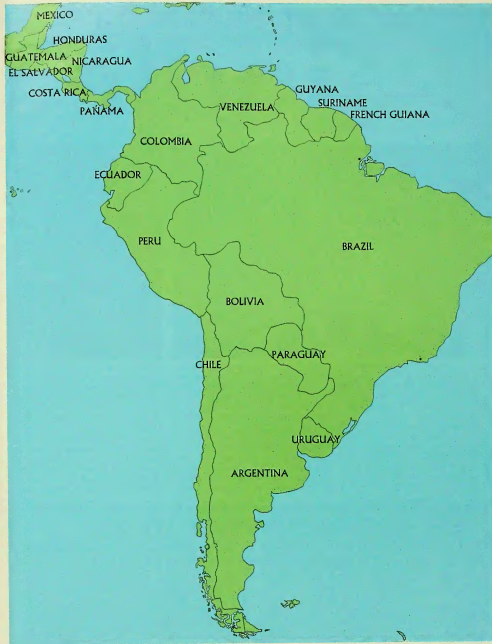 MEXICO
HONDURAS
GUATEMALA
NICARAGUA
EL SALVADOR
COSTA RICA
PANAMA
GUYANA
VENEZUELA
SURINAME
FRENCH GUIANA
COLOMBIA
ECUADOR
PERU
BRAZIL
BOLIVIA
PARAGUAY
CHILE
URUGUAY
ARGENTINA